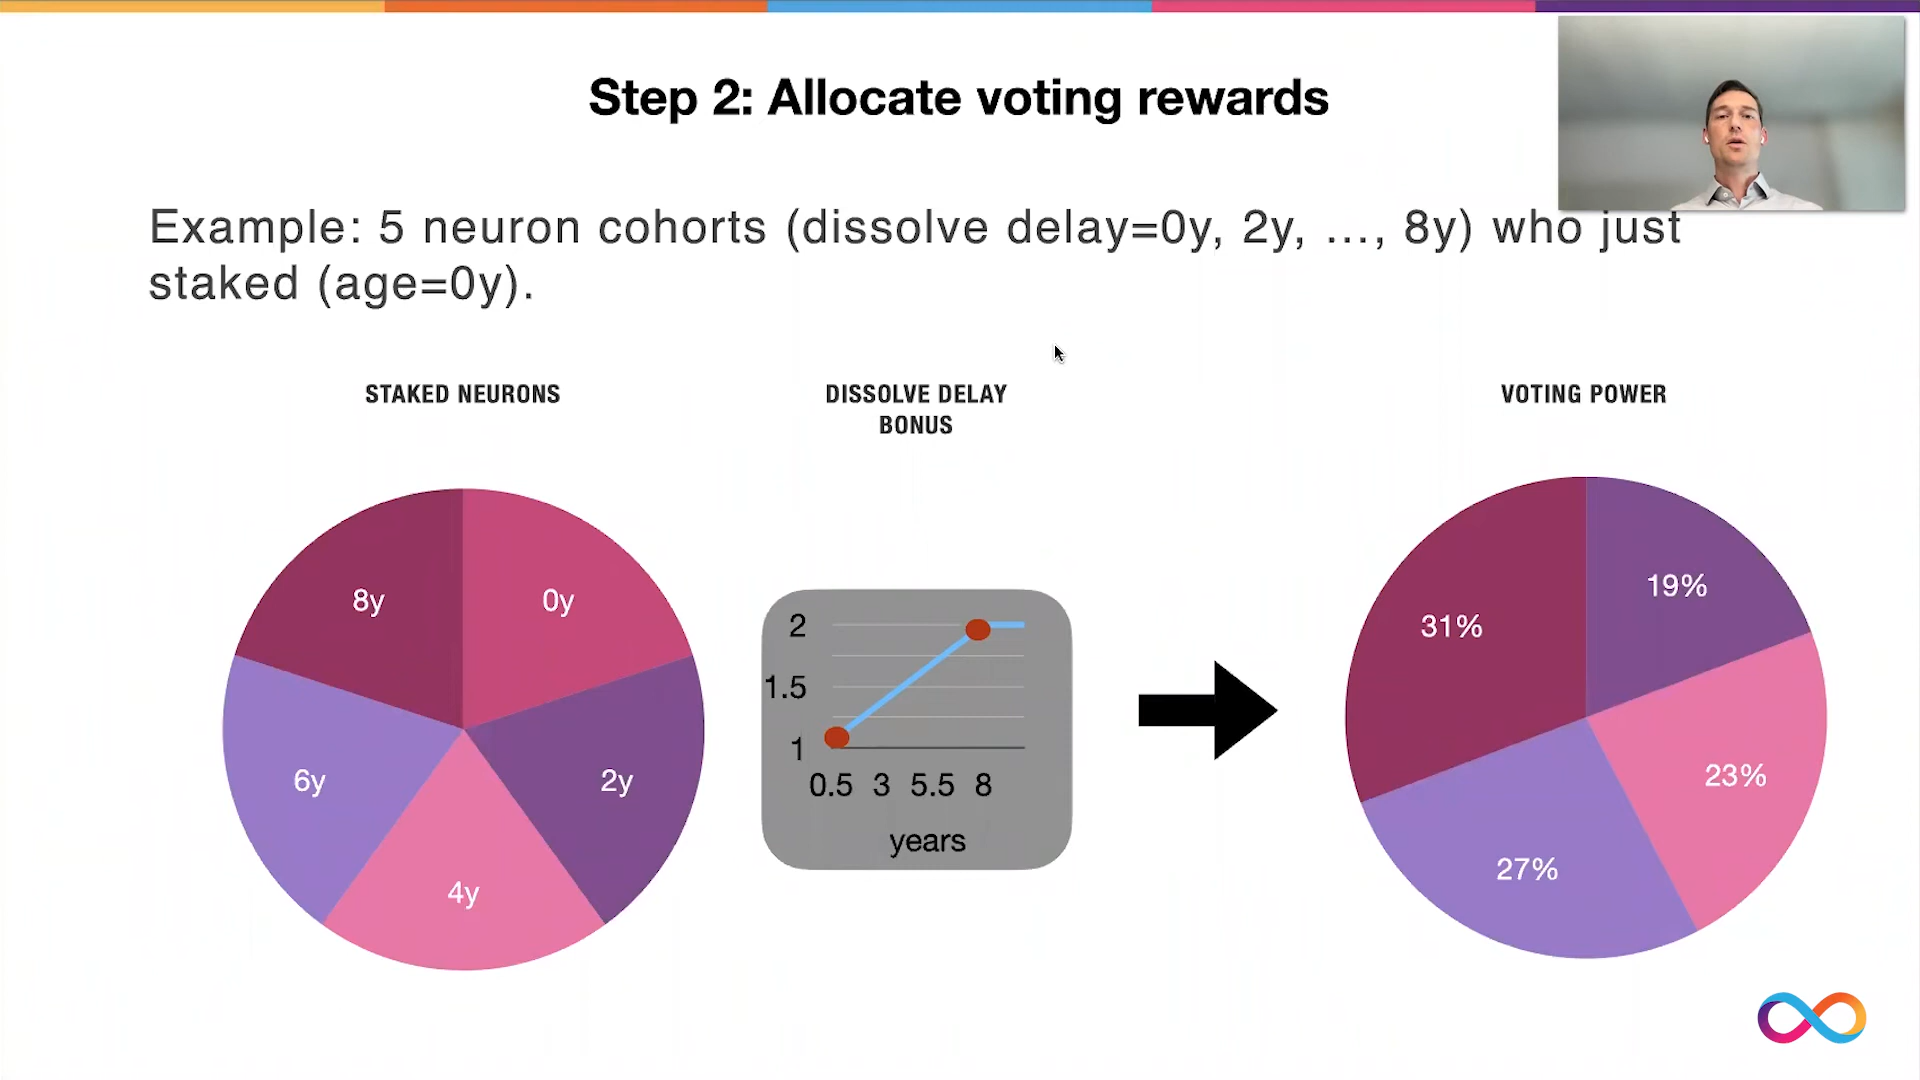 Step 2: Allocate voting rewards
Example: 5 neuron cohorts (dissolve delay=0y, 2y, ..., 8y) who just
staked (age=0y).
STAKED NEURONS
8y
0y
6y
2y
4y
DISSOLVE DELAY
BONUS
2
1.5
1
0.5 3 5.5 8
years
VOTING POWER
19%
31%
23%
27%